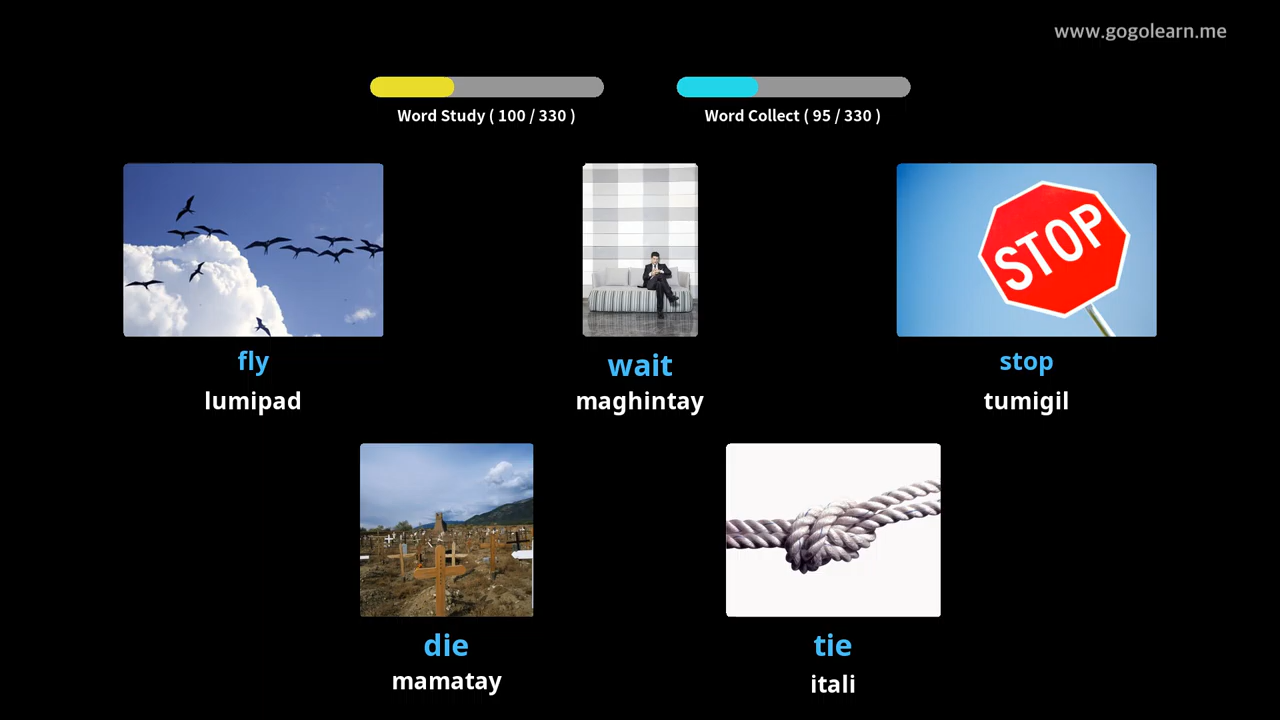 www.gogolearn.me
Word Study ( 100 / 330 )
Word Collect ( 95 / 330 )
STOP
fly
wait
stop
lumipad
maghintay
tumigil
die
tie
mamatay
itali